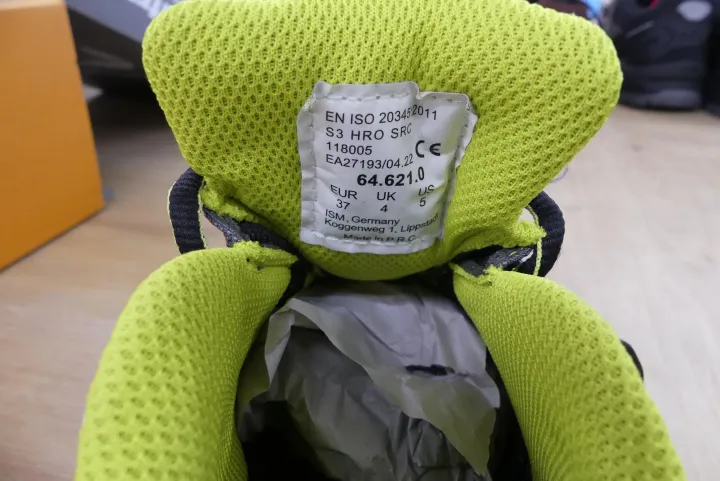 EN ISO 20345:2011
S3 HRO SRC
118005
EA27193/04.22 CE
64.621.0
EUR UK US
37 4 5
ISM, Germany
Koggenweg 1, Lippstadt
Made in P.R.C.